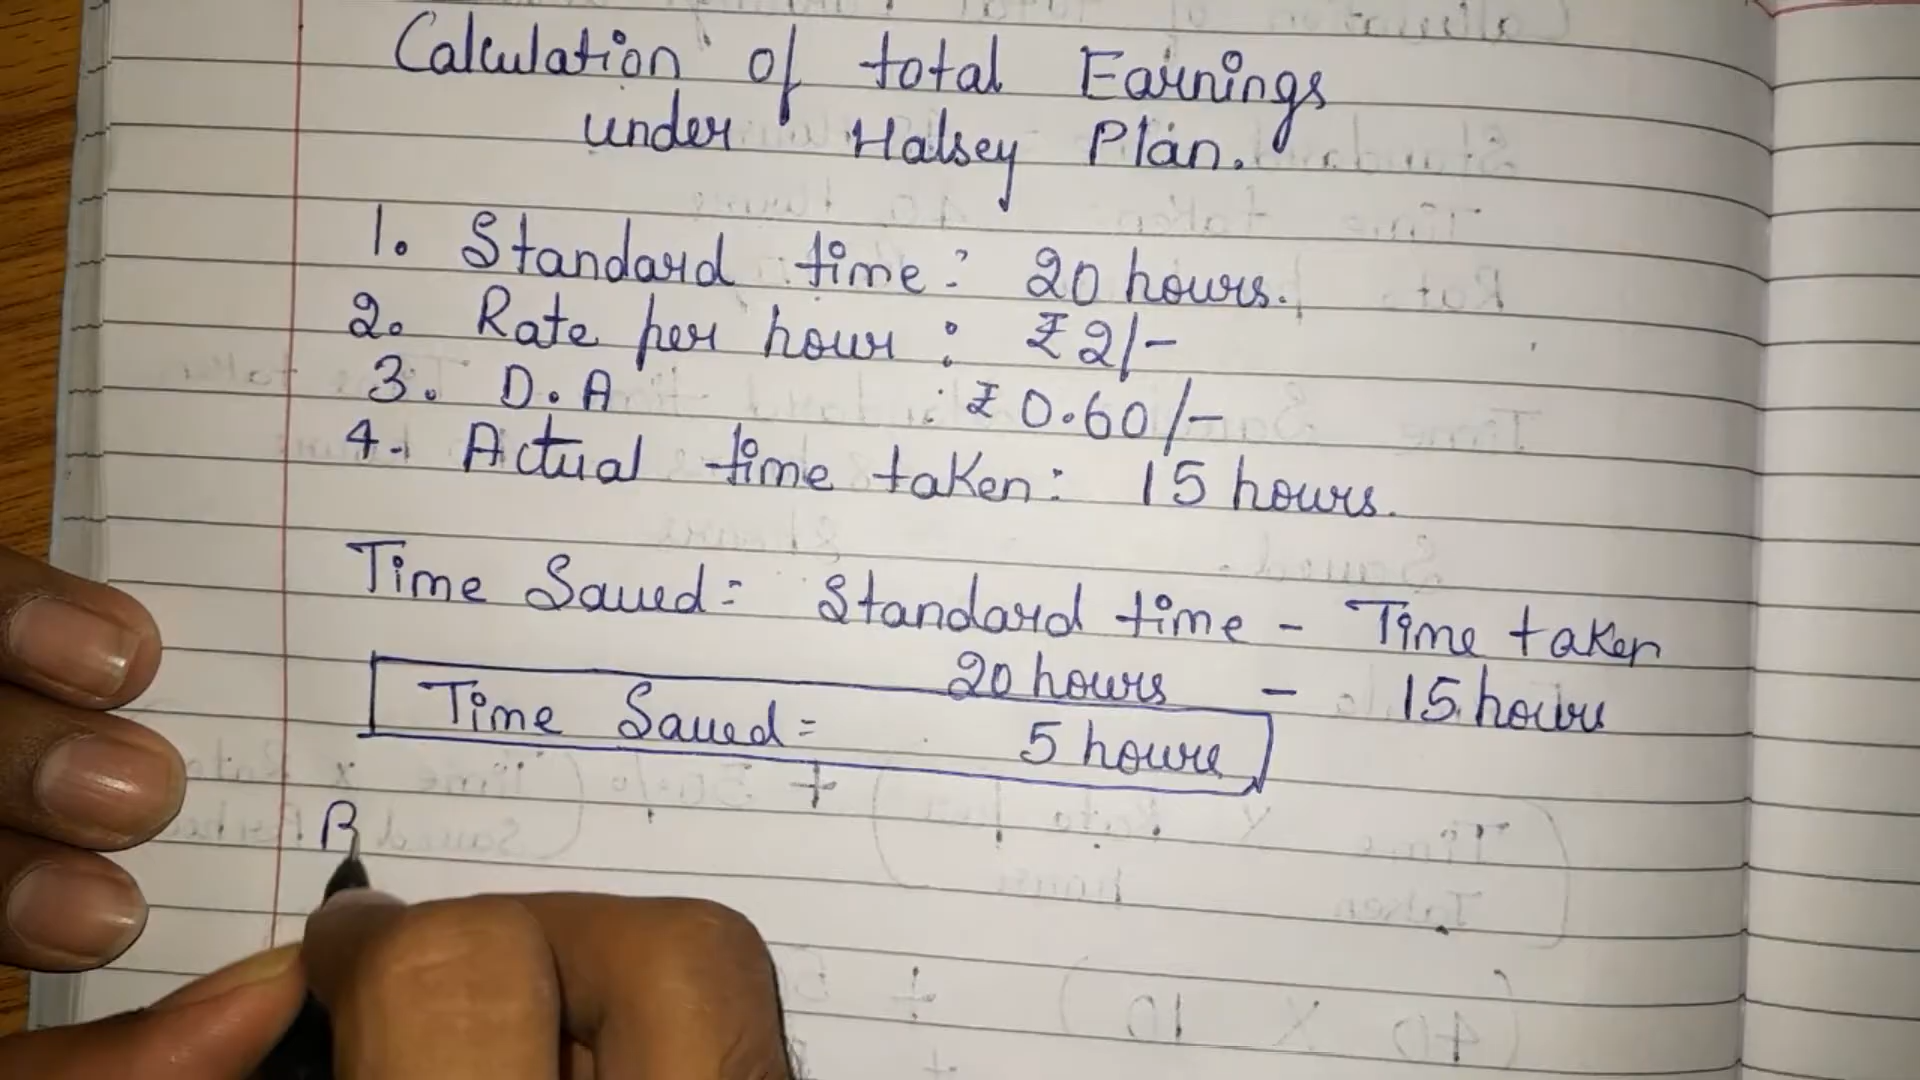 Calculation of total Earnings
under Halsey Plan.
1. Standard time: 20 hours.
2. Rate per hour : ₹2/-
3. D.A : ₹0.60/-
4. Actual time taken: 15 hours.
Time Saved = Standard time - Time taken
20 hours - 15 hours
Time Saved = 5 hours
B